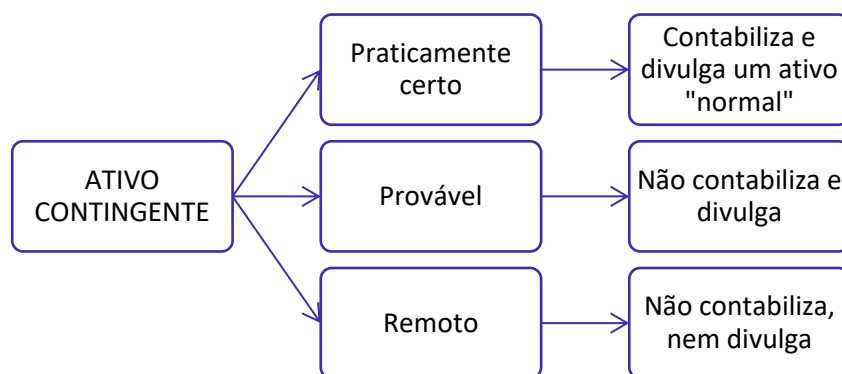 ATIVO
CONTINGENTE
Praticamente
certo
Contabiliza e
divulga um ativo
"normal"
Provável
Não contabiliza e
divulga
Remoto
Não contabiliza,
nem divulga